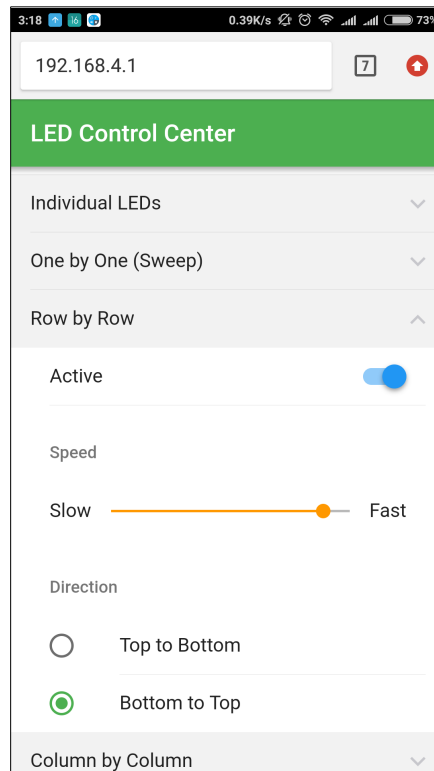 3:18 i6 0.39K/s 73%
192.168.4.1 7
LED Control Center
Individual LEDs
One by One (Sweep)
Row by Row
Active
Speed
Slow Fast
Direction
Top to Bottom
Bottom to Top
Column by Column